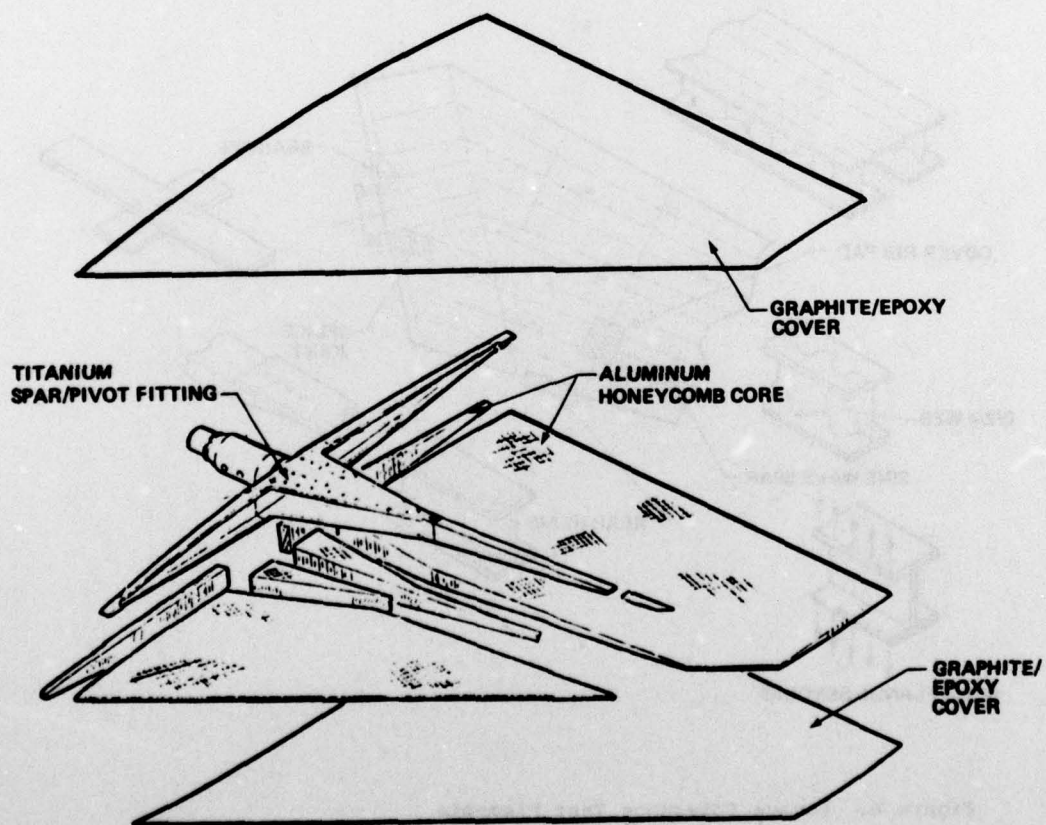 GRAPHITE/EPOXY
COVER
TITANIUM
SPAR/PIVOT FITTING
ALUMINUM
HONEYCOMB CORE
GRAPHITE/
EPOXY
COVER